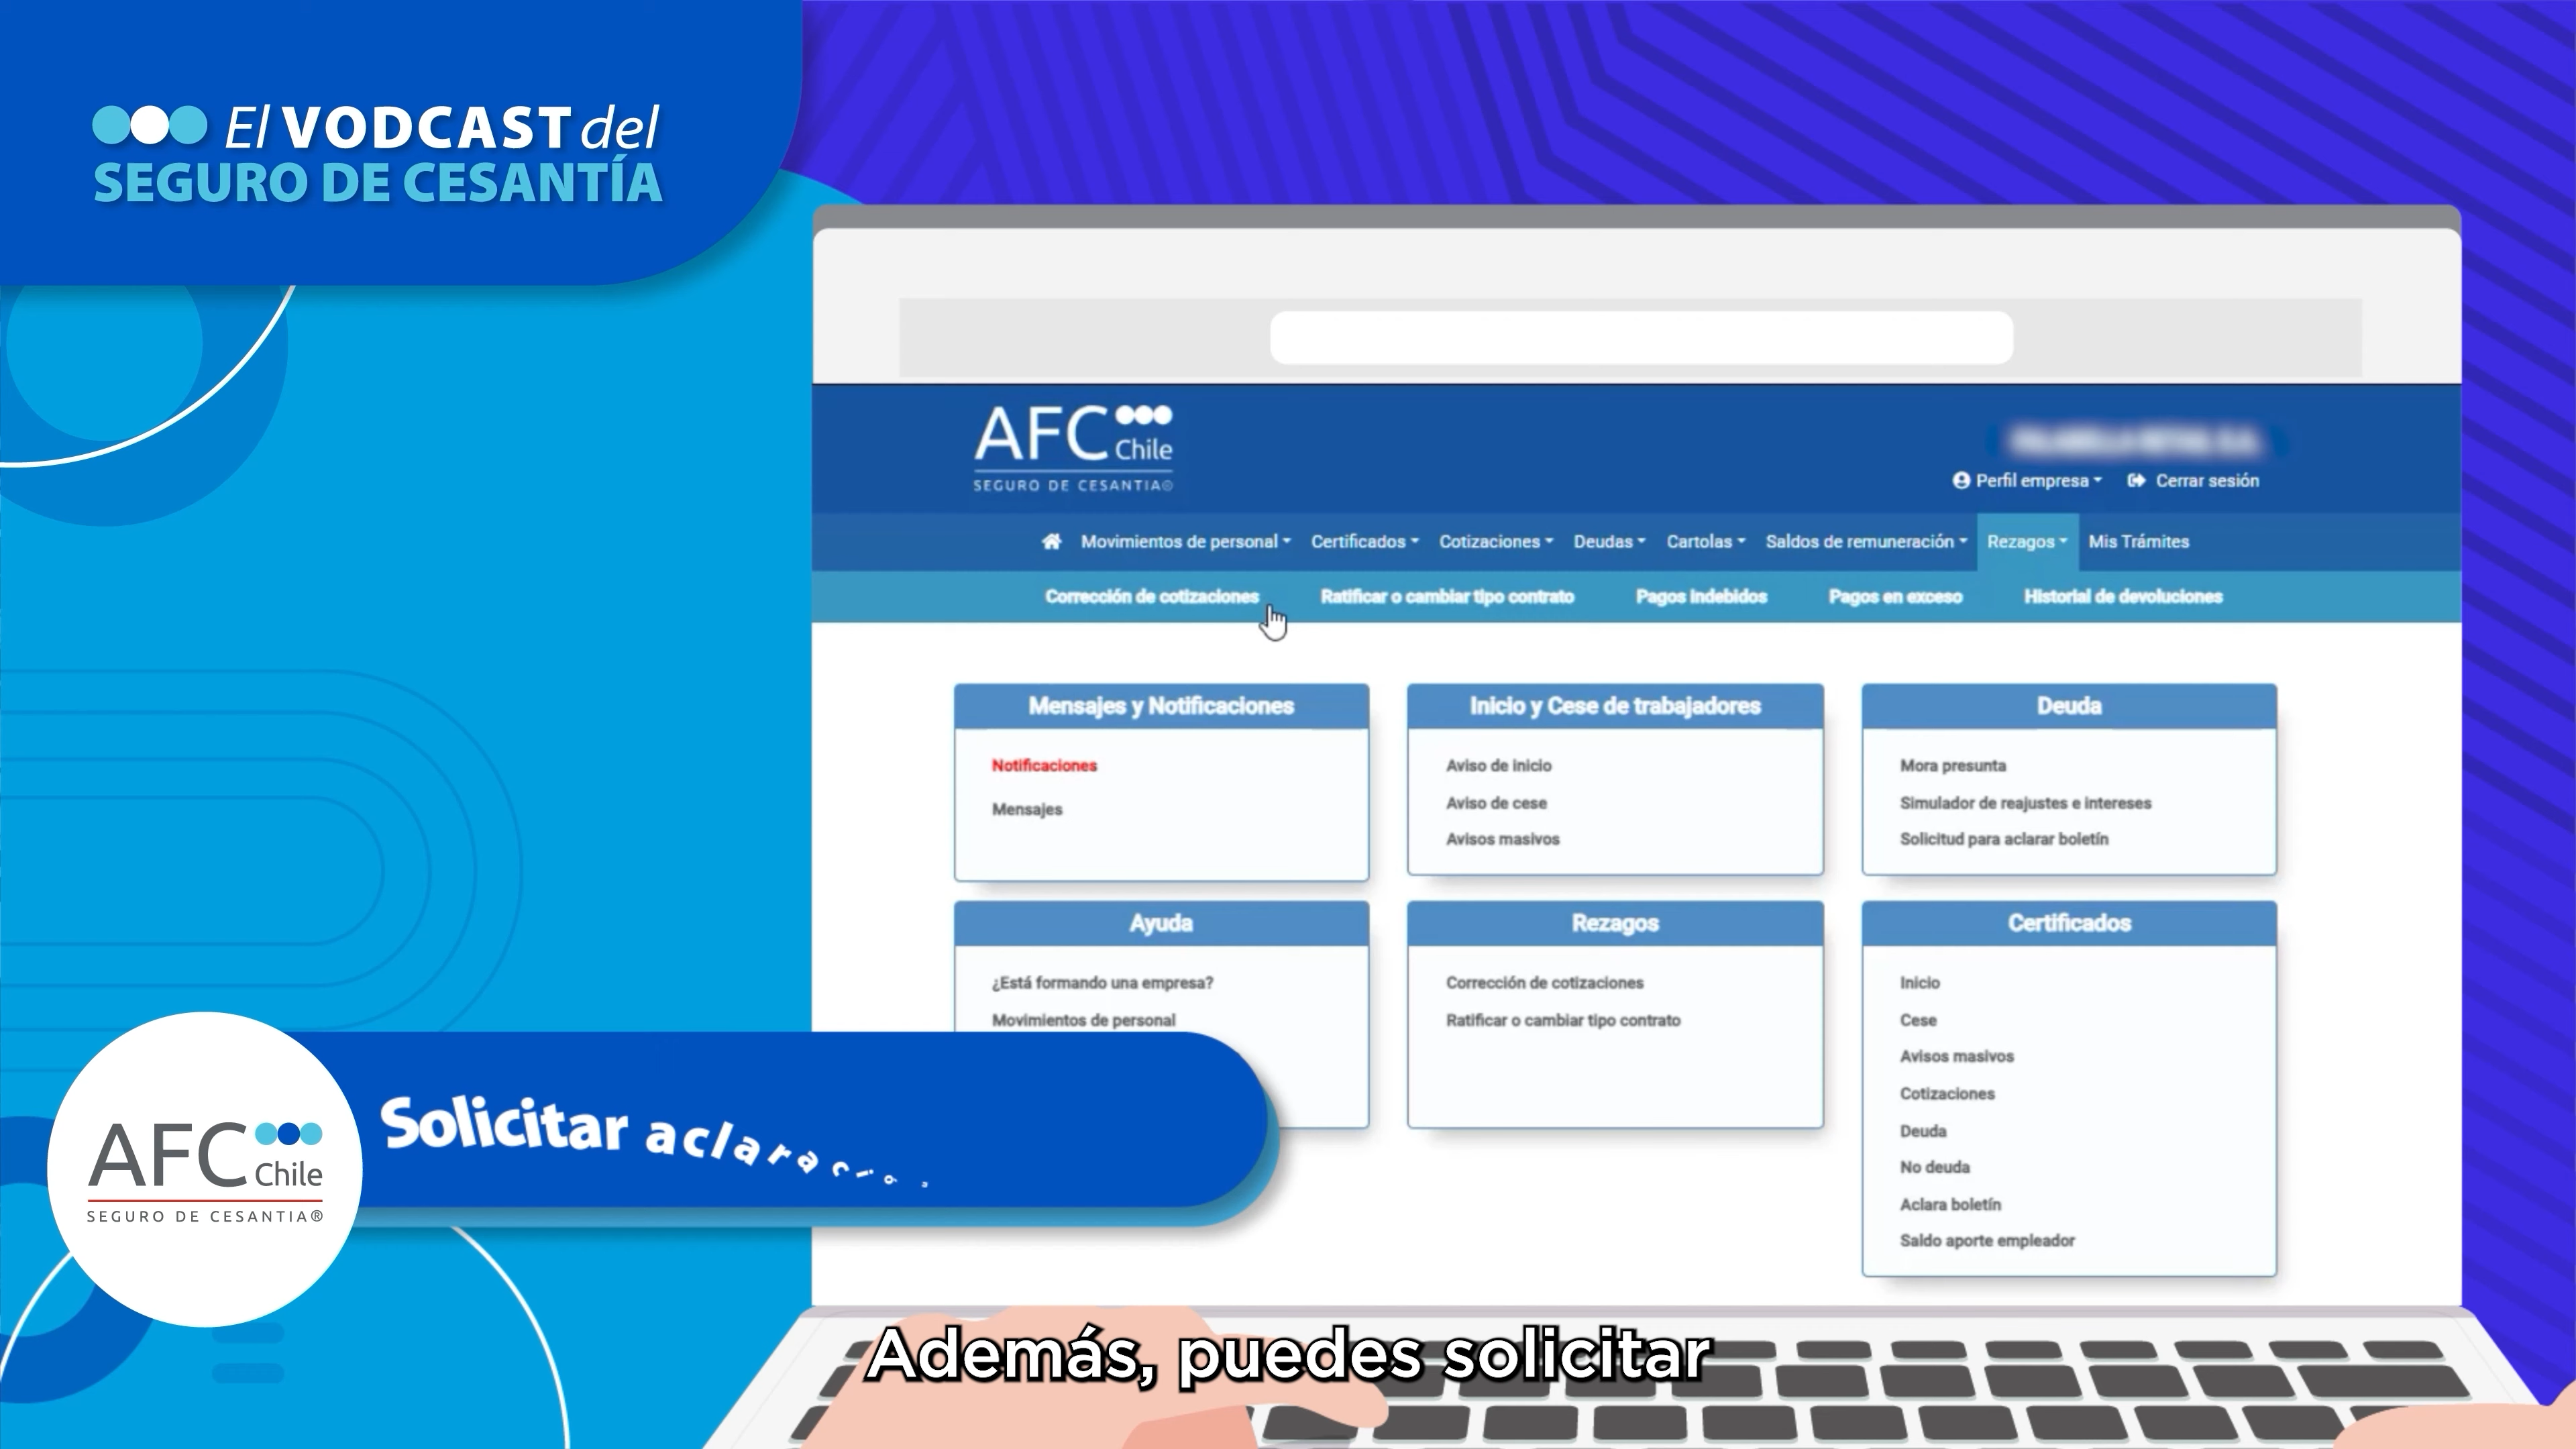 El VODCAST del
SEGURO DE CESANTÍA
AFC Chile
SEGURO DE CESANTIA®
Perfil empresa
Cerrar sesión
Movimientos de personal Certificados Cotizaciones Deudas Cartolas Saldos de remuneración Rezagos Mis Trámites
Corrección de cotizaciones Ratificar o cambiar tipo contrato Pagos indebidos Pagos en exceso Historial de devoluciones
Mensajes y Notificaciones
Notificaciones
Mensajes
Inicio y Cese de trabajadores
Aviso de inicio
Aviso de cese
Avisos masivos
Deuda
Mora presunta
Simulador de reajustes e intereses
Solicitud para aclarar boletín
Ayuda
¿Está formando una empresa?
Movimientos de personal
Rezagos
Corrección de cotizaciones
Ratificar o cambiar tipo contrato
Certificados
Inicio
Cese
Avisos masivos
Cotizaciones
Deuda
No deuda
Aclara boletín
Saldo aporte empleador
AFC Chile
SEGURO DE CESANTIA®
Solicitar aclaració
Además, puedes solicitar